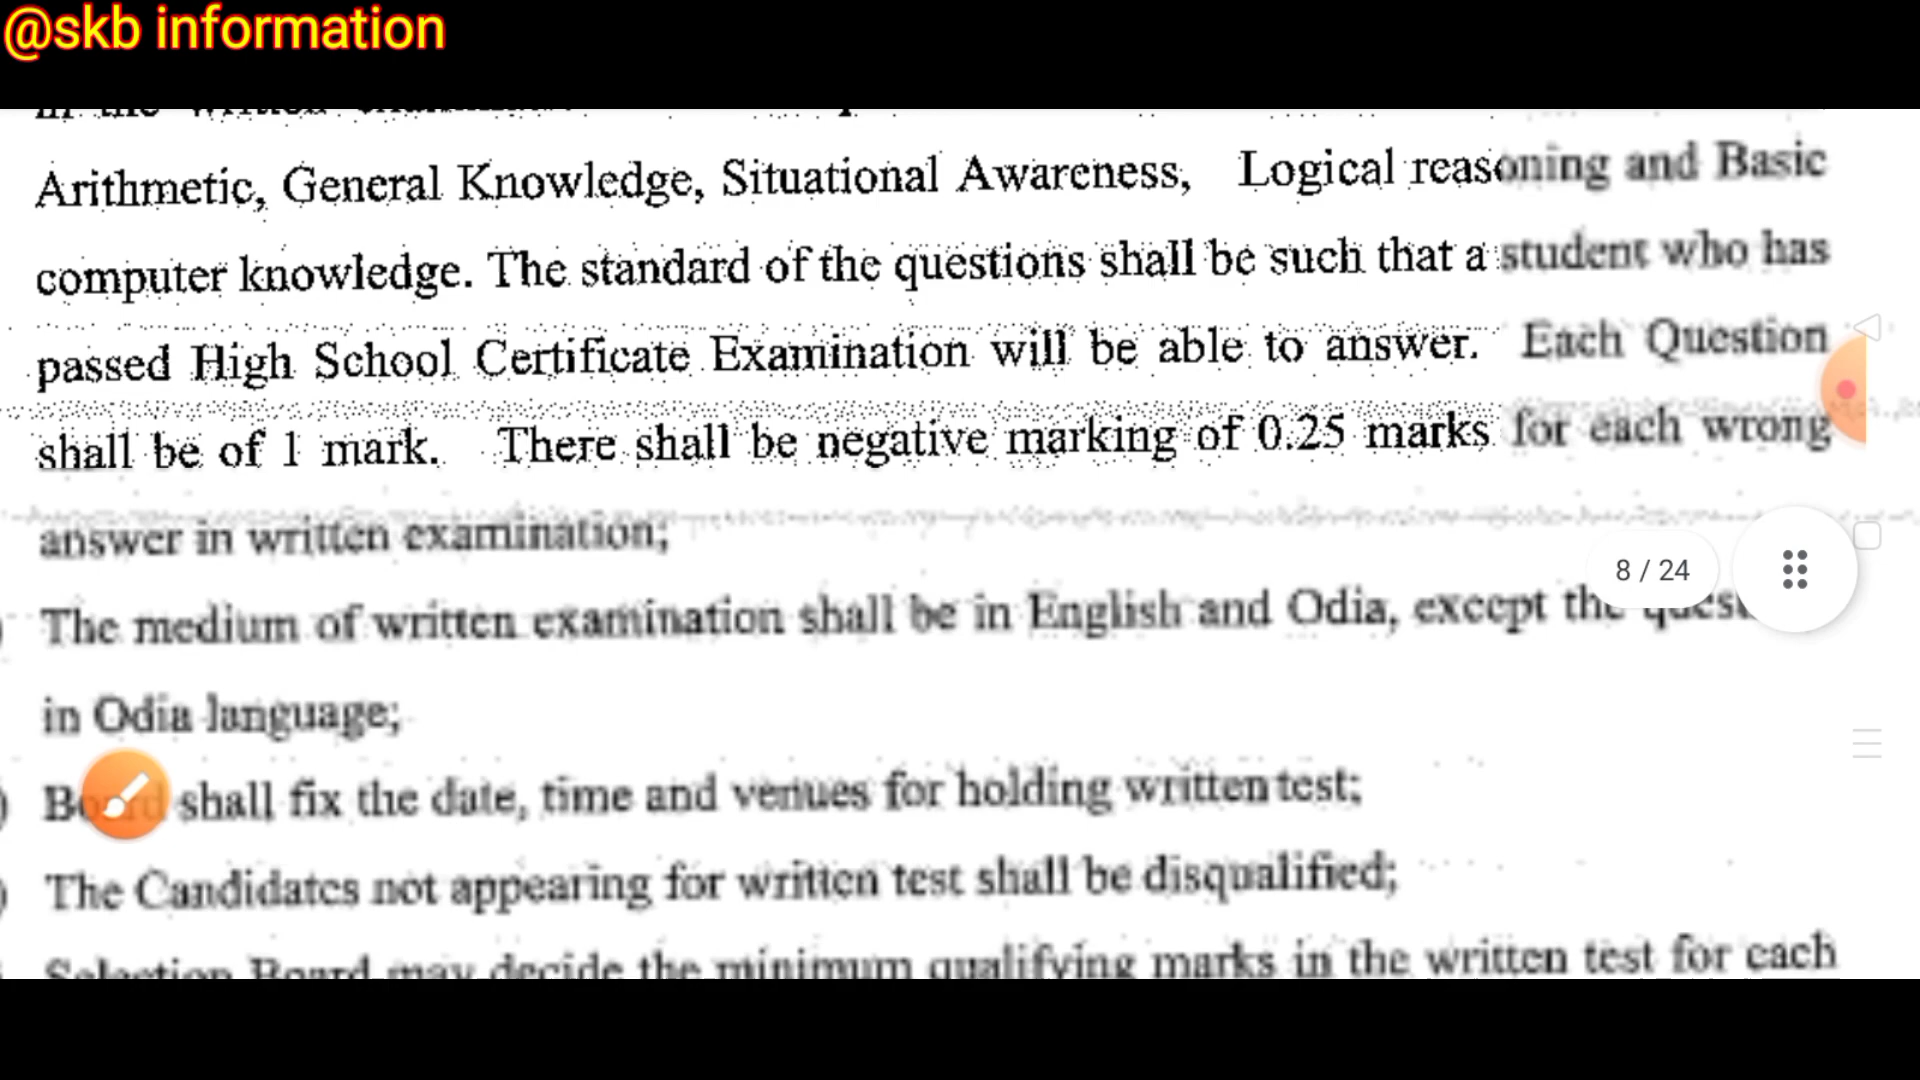 @skb information
in the written
Arithmetic, General Knowledge, Situational Awareness, Logical reasoning and Basic
computer knowledge. The standard of the questions shall be such that a student who has
passed High School Certificate Examination will be able to answer. Each Question
shall be of 1 mark. There shall be negative marking of 0.25 marks for each wrong
answer in written examination;
8 / 24
The medium of written examination shall be in English and Odia, except the
in Odia language;
Board shall fix the date, time and venues for holding written test;
The Candidates not appearing for written test shall be disqualified;
Selection Board may decide the minimum qualifying marks in the written test for each